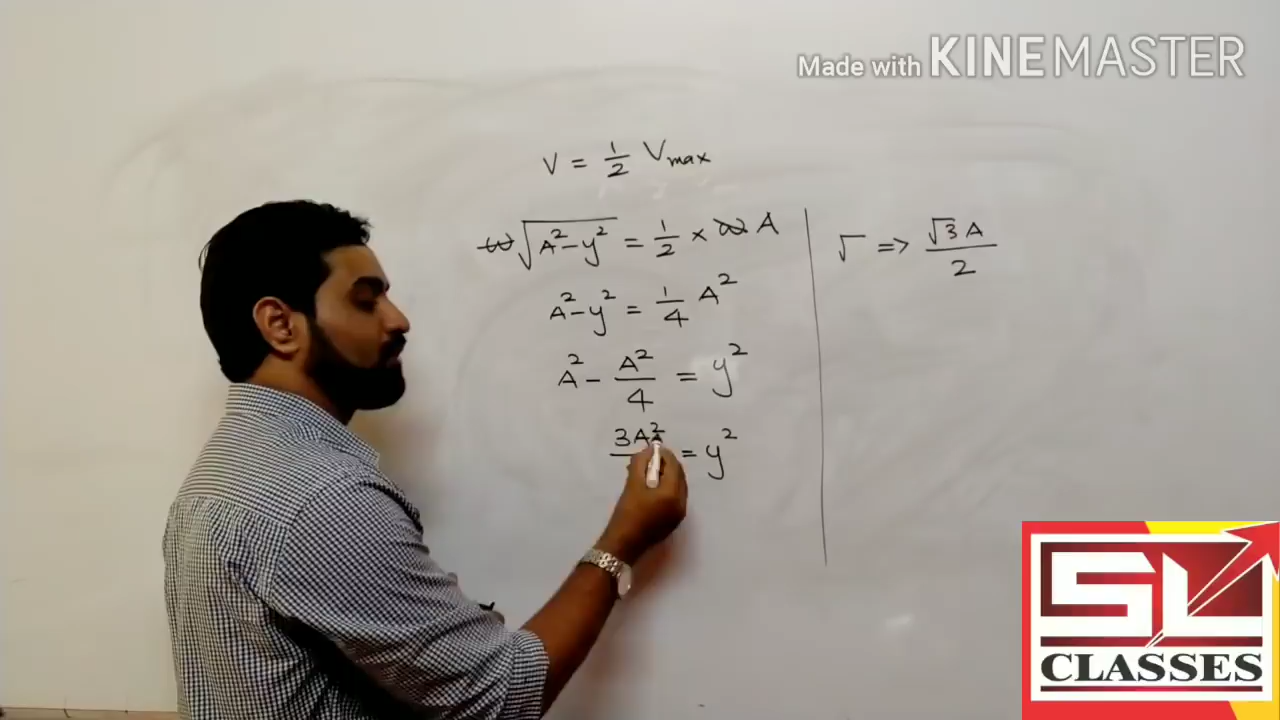 Made with KINEMASTER
V = 1/2 Vmax
ω√(A² - y²) = 1/2 × ω A
A² - y² = 1/4 A²
A² - A²/4 = y²
3A² = y²
√ => √3 A / 2
SL
CLASSES